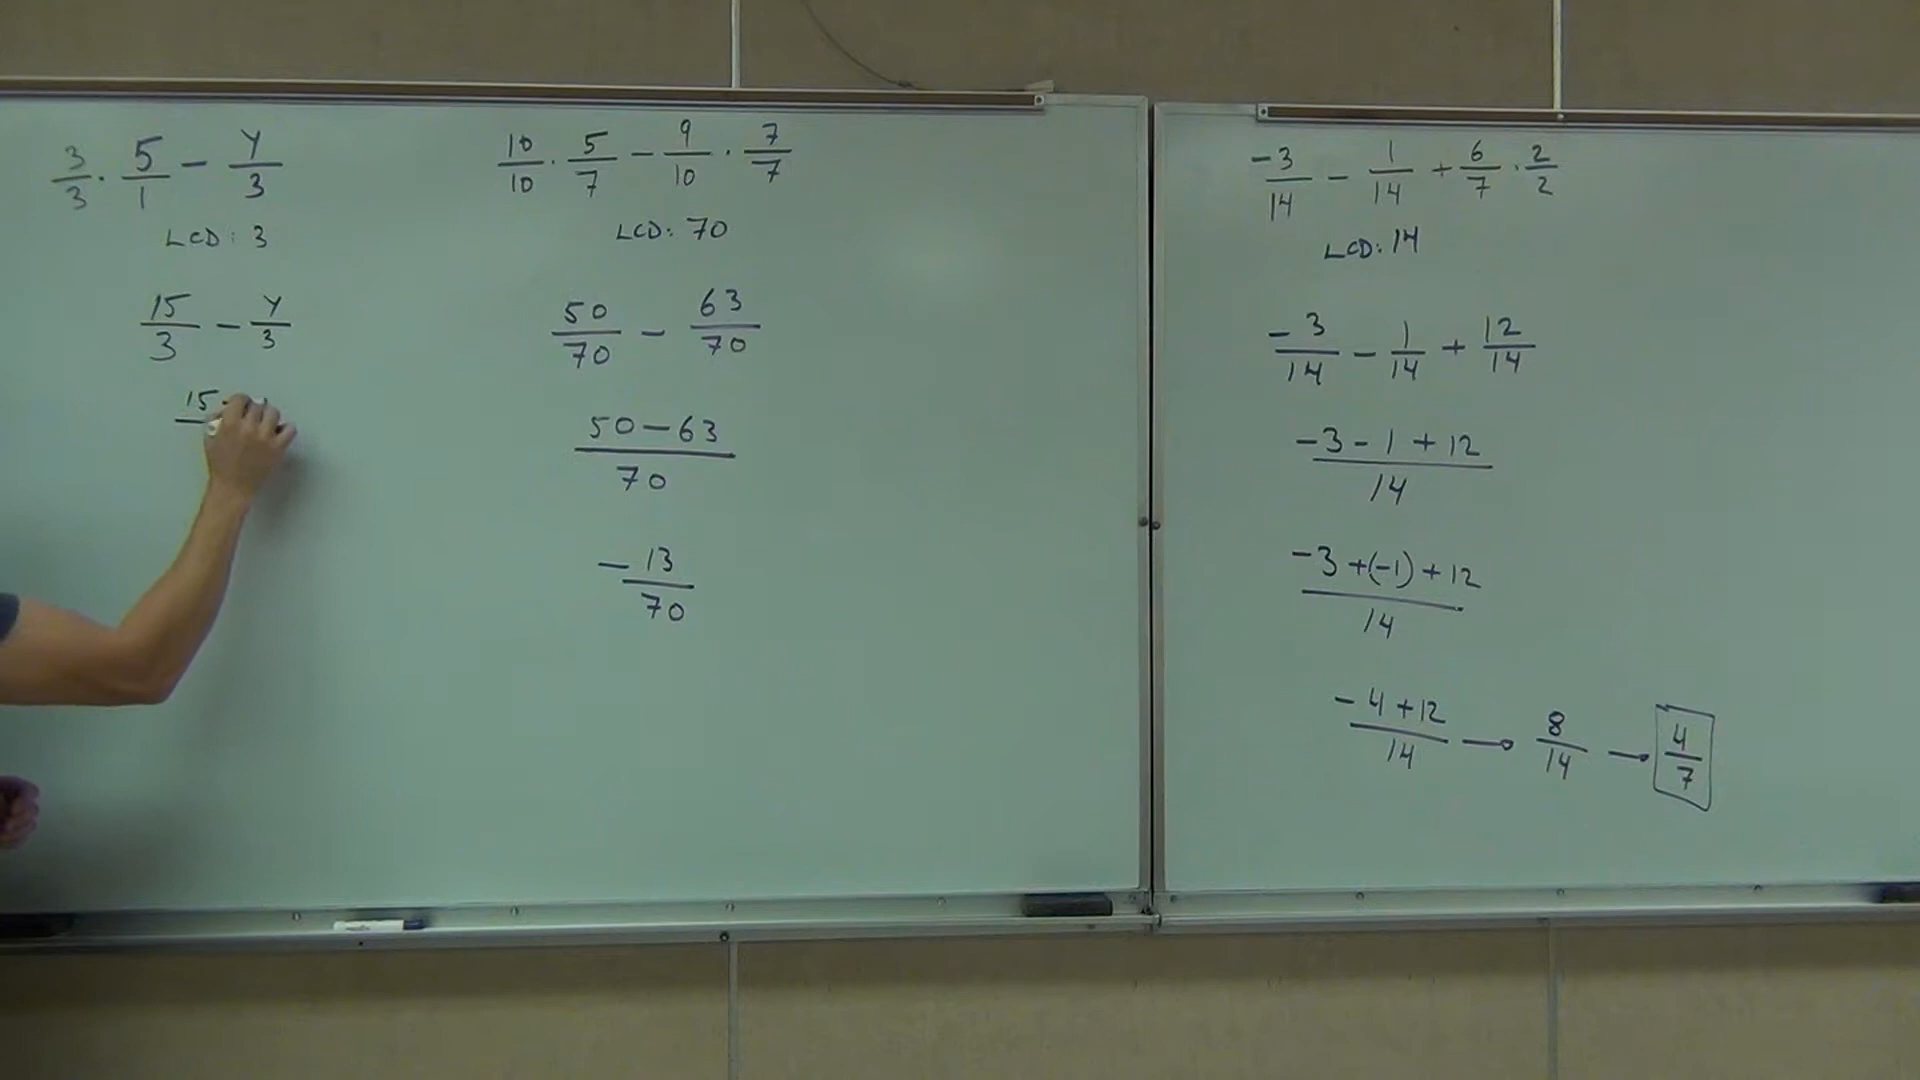 3/3 · 5/1 − y/3
LCD: 3
15/3 − y/3
15
10/10 · 5/7 − 9/10 · 7/7
LCD: 70
50/70 − 63/70
50 − 63 / 70
− 13/70
−3/14 − 1/14 + 6/7 · 2/2
LCD: 14
−3/14 − 1/14 + 12/14
−3 − 1 + 12 / 14
−3 + (−1) + 12 / 14
−4 + 12 / 14 → 8/14 → 4/7